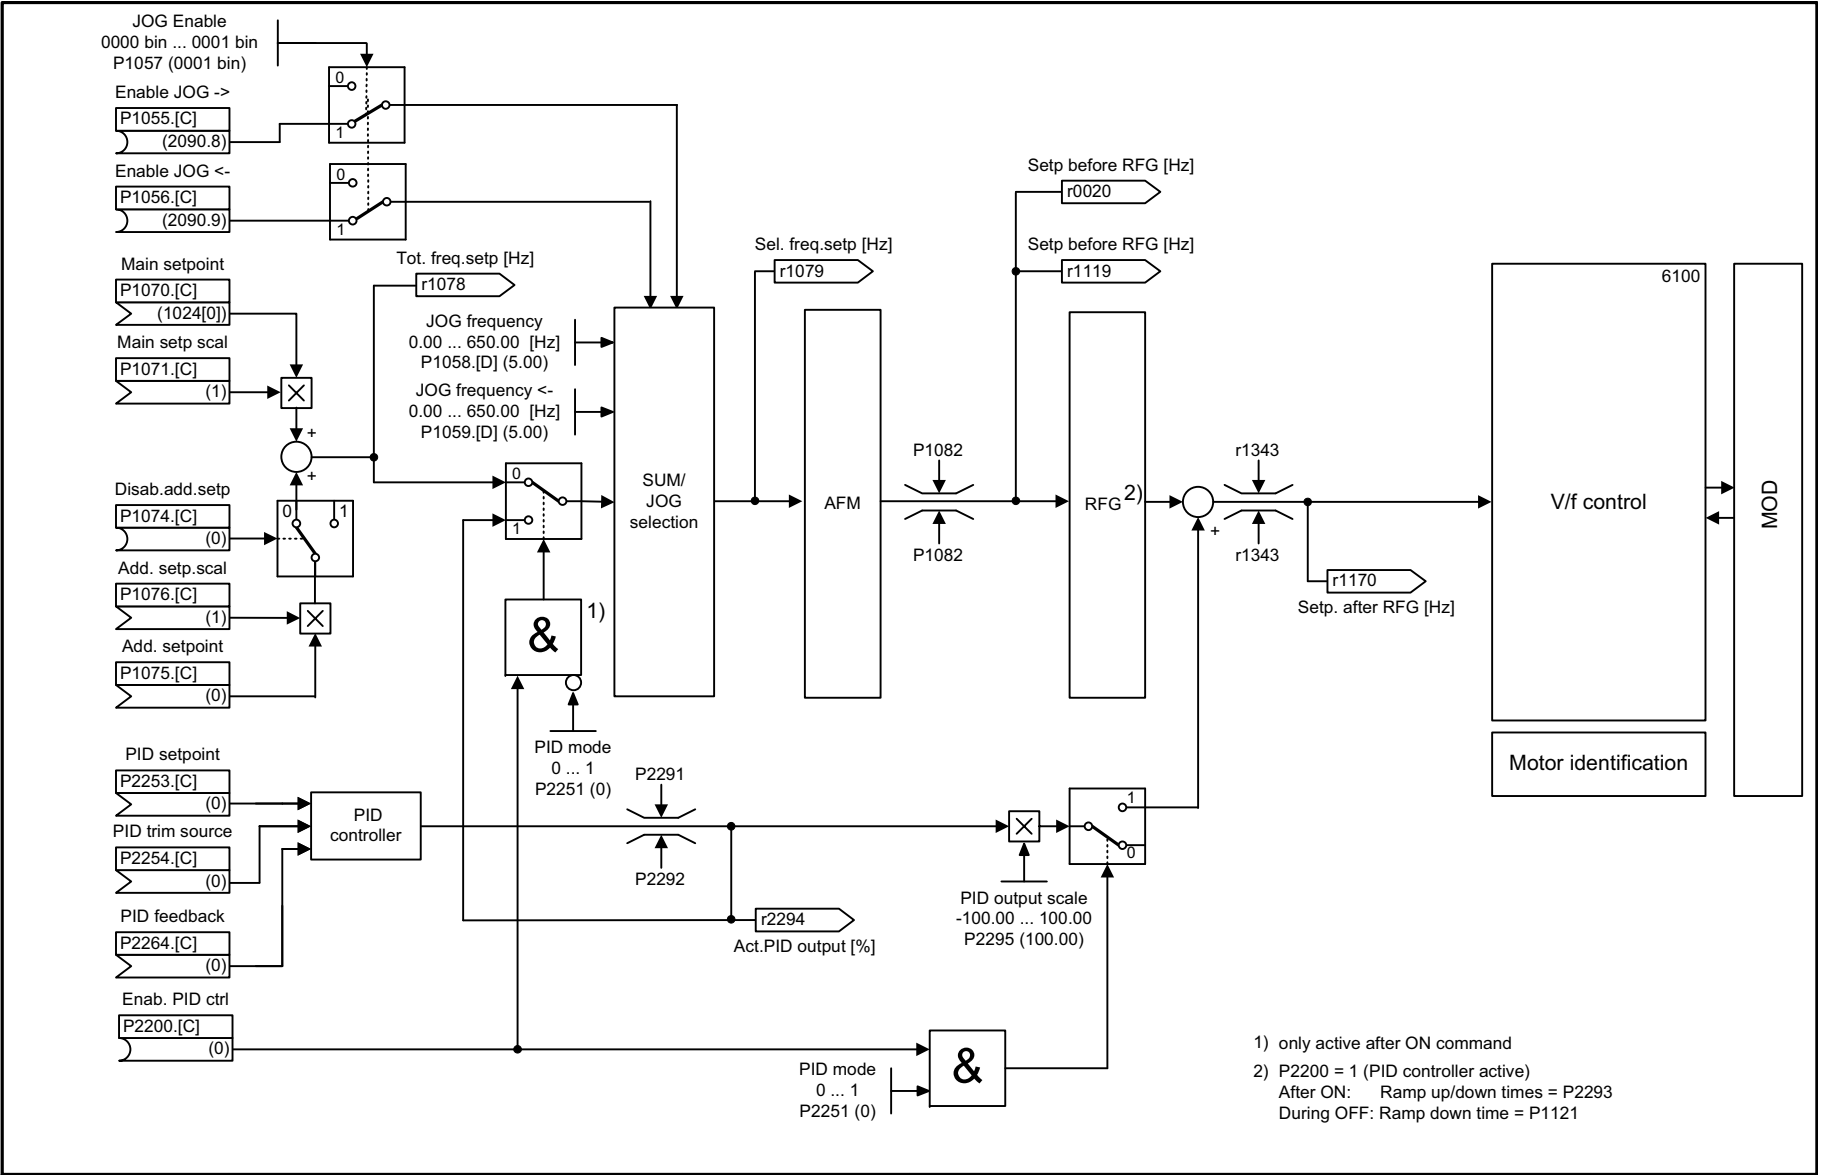 JOG Enable
0000 bin ... 0001 bin
P1057 (0001 bin)
0
1
Enable JOG ->
P1055.[C]
(2090.8)
Enable JOG <-
P1056.[C]
(2090.9)
0
1
Main setpoint
P1070.[C]
(1024[0])
Main setp scal
P1071.[C]
(1)
+
+
Disab.add.setp
P1074.[C]
(0)
0
1
Add. setp.scal
P1076.[C]
(1)
Add. setpoint
P1075.[C]
(0)
Tot. freq.setp [Hz]
r1078
JOG frequency
0.00 ... 650.00 [Hz]
P1058.[D] (5.00)
JOG frequency <-
0.00 ... 650.00 [Hz]
P1059.[D] (5.00)
0
1
&
1)
PID mode
0 ... 1
P2251 (0)
SUM/
JOG
selection
Sel. freq.setp [Hz]
r1079
AFM
P1082
P1082
Setp before RFG [Hz]
r0020
Setp before RFG [Hz]
r1119
RFG
2)
+
r1343
r1343
r1170
Setp. after RFG [Hz]
6100
V/f control
MOD
Motor identification
PID setpoint
P2253.[C]
(0)
PID trim source
P2254.[C]
(0)
PID feedback
P2264.[C]
(0)
PID
controller
P2291
P2292
r2294
Act.PID output [%]
PID output scale
-100.00 ... 100.00
P2295 (100.00)
1
0
Enab. PID ctrl
P2200.[C]
(0)
PID mode
0 ... 1
P2251 (0)
&
1) only active after ON command
2) P2200 = 1 (PID controller active)
After ON: Ramp up/down times = P2293
During OFF: Ramp down time = P1121